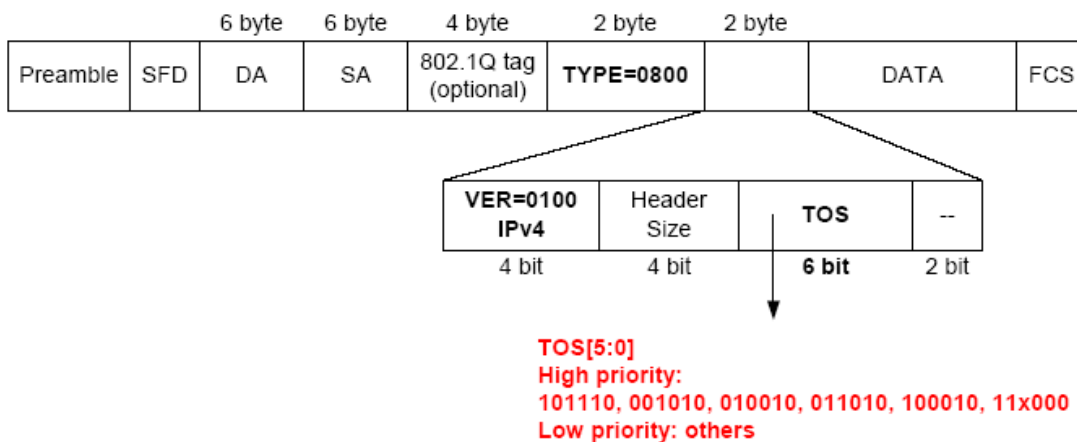 6 byte 6 byte 4 byte 2 byte 2 byte
Preamble SFD DA SA 802.1Q tag (optional) TYPE=0800 DATA FCS
VER=0100 IPv4 Header Size TOS --
4 bit 4 bit 6 bit 2 bit
TOS[5:0]
High priority:
101110, 001010, 010010, 011010, 100010, 11x000
Low priority: others